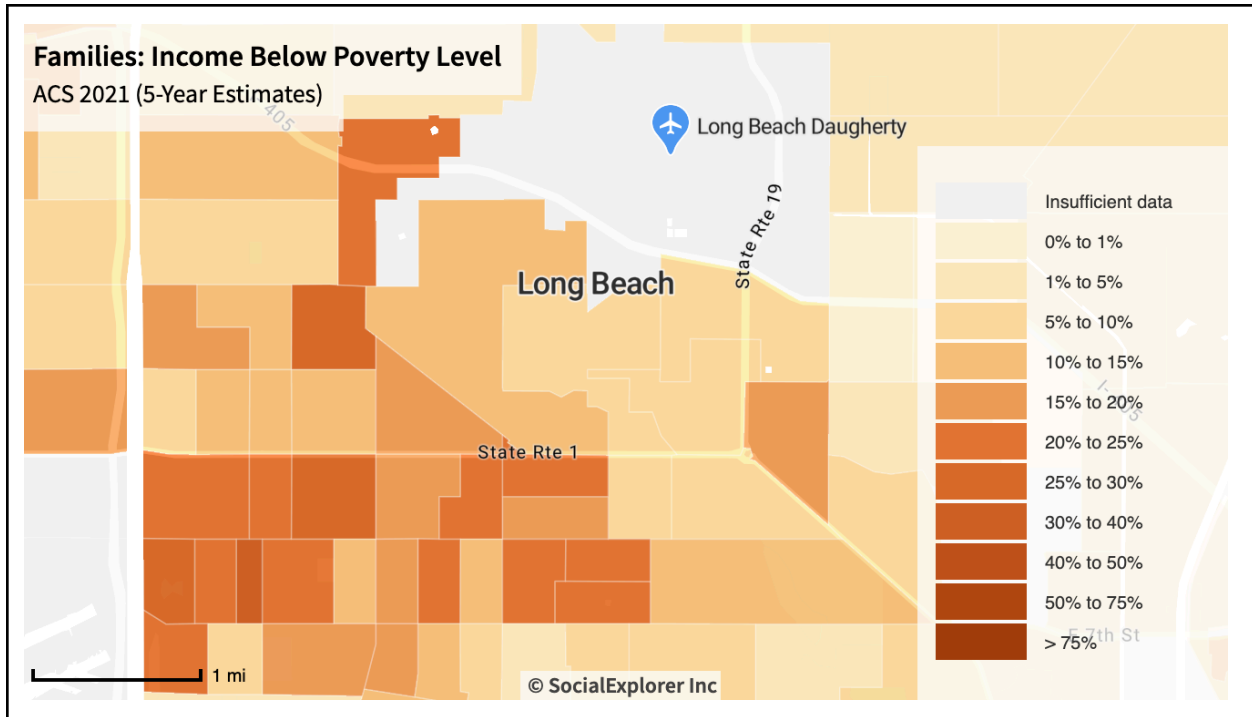 Families: Income Below Poverty Level
ACS 2021 (5-Year Estimates)
405
Long Beach Daugherty
State Rte 19
Long Beach
State Rte 1
Insufficient data
0% to 1%
1% to 5%
5% to 10%
10% to 15%
15% to 20%
20% to 25%
25% to 30%
30% to 40%
40% to 50%
50% to 75%
> 75%
E 7th St
1 mi
© SocialExplorer Inc